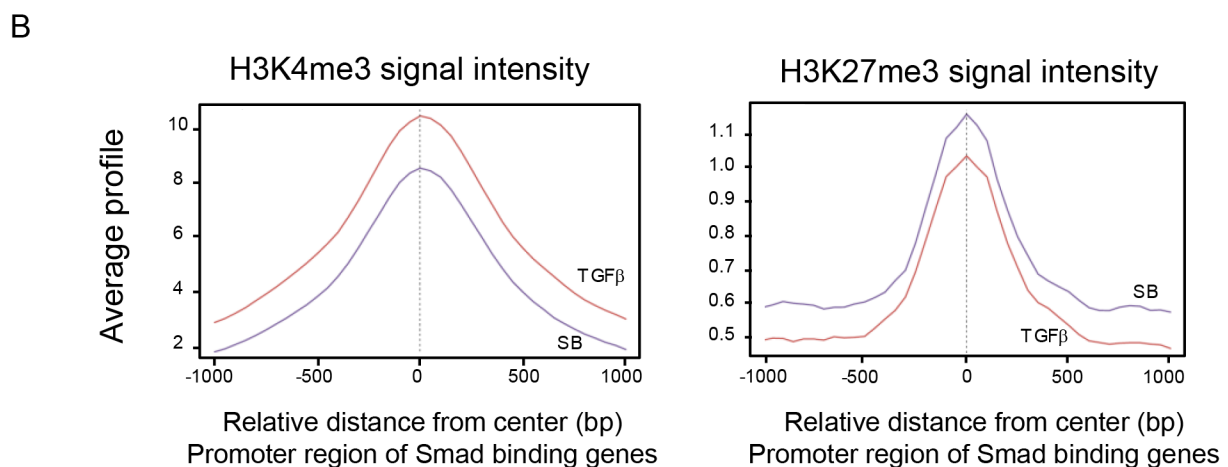 B
H3K4me3 signal intensity
Average profile
10
8
6
4
2
TGFβ
SB
-1000
-500
0
500
1000
Relative distance from center (bp)
Promoter region of Smad binding genes
H3K27me3 signal intensity
1.1
1.0
0.9
0.8
0.7
0.6
0.5
SB
TGFβ
-1000
-500
0
500
1000
Relative distance from center (bp)
Promoter region of Smad binding genes